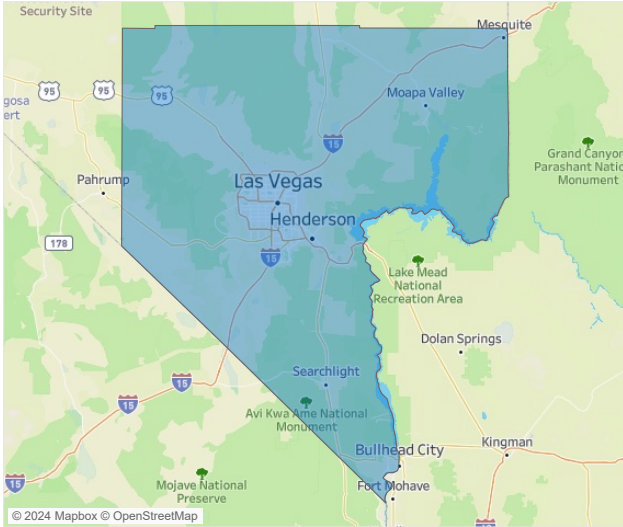 Security Site
Mesquite
95
95
95
gosa
ert
Moapa Valley
15
Grand Canyon
Parashant Natio
Monument
Pahrump
Las Vegas
Henderson
178
15
Lake Mead
National
Recreation Area
Dolan Springs
Searchlight
15
15
Avi Kwa Ame National
Monument
Bullhead City
Kingman
15
Mojave National
Preserve
Fort Mohave
© 2024 Mapbox © OpenStreetMap